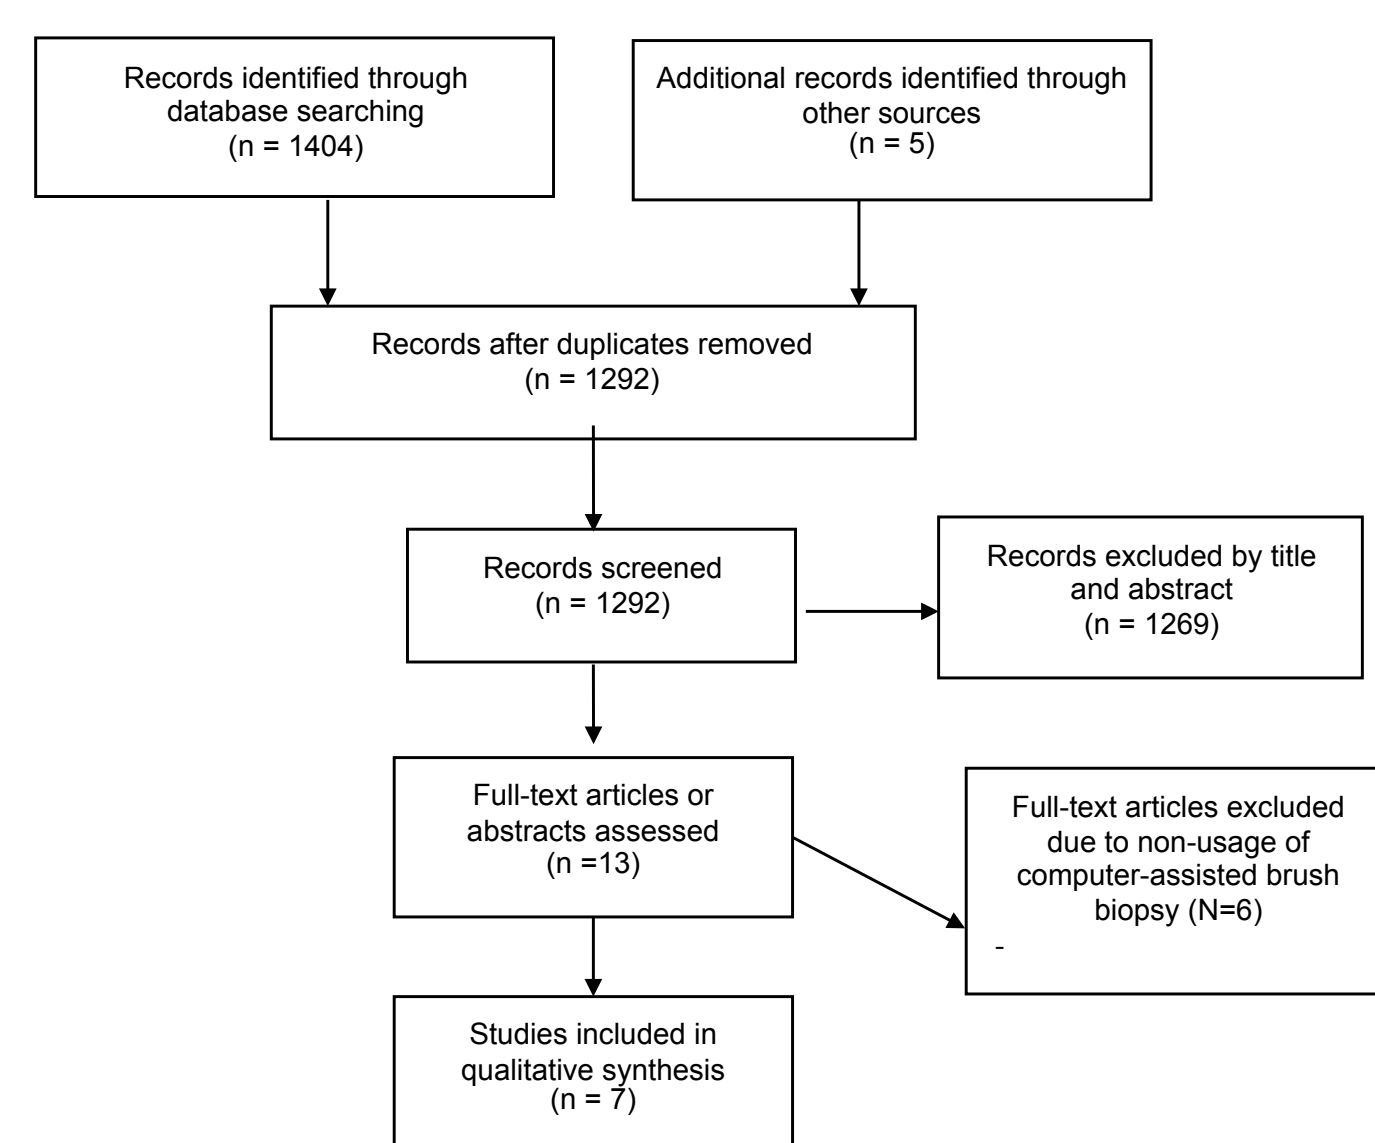 Records identified through
database searching
(n = 1404)
Additional records identified through
other sources
(n = 5)
Records after duplicates removed
(n = 1292)
Records screened
(n = 1292)
Records excluded by title
and abstract
(n = 1269)
Full-text articles or
abstracts assessed
(n =13)
Full-text articles excluded
due to non-usage of
computer-assisted brush
biopsy (N=6)
-
Studies included in
qualitative synthesis
(n = 7)